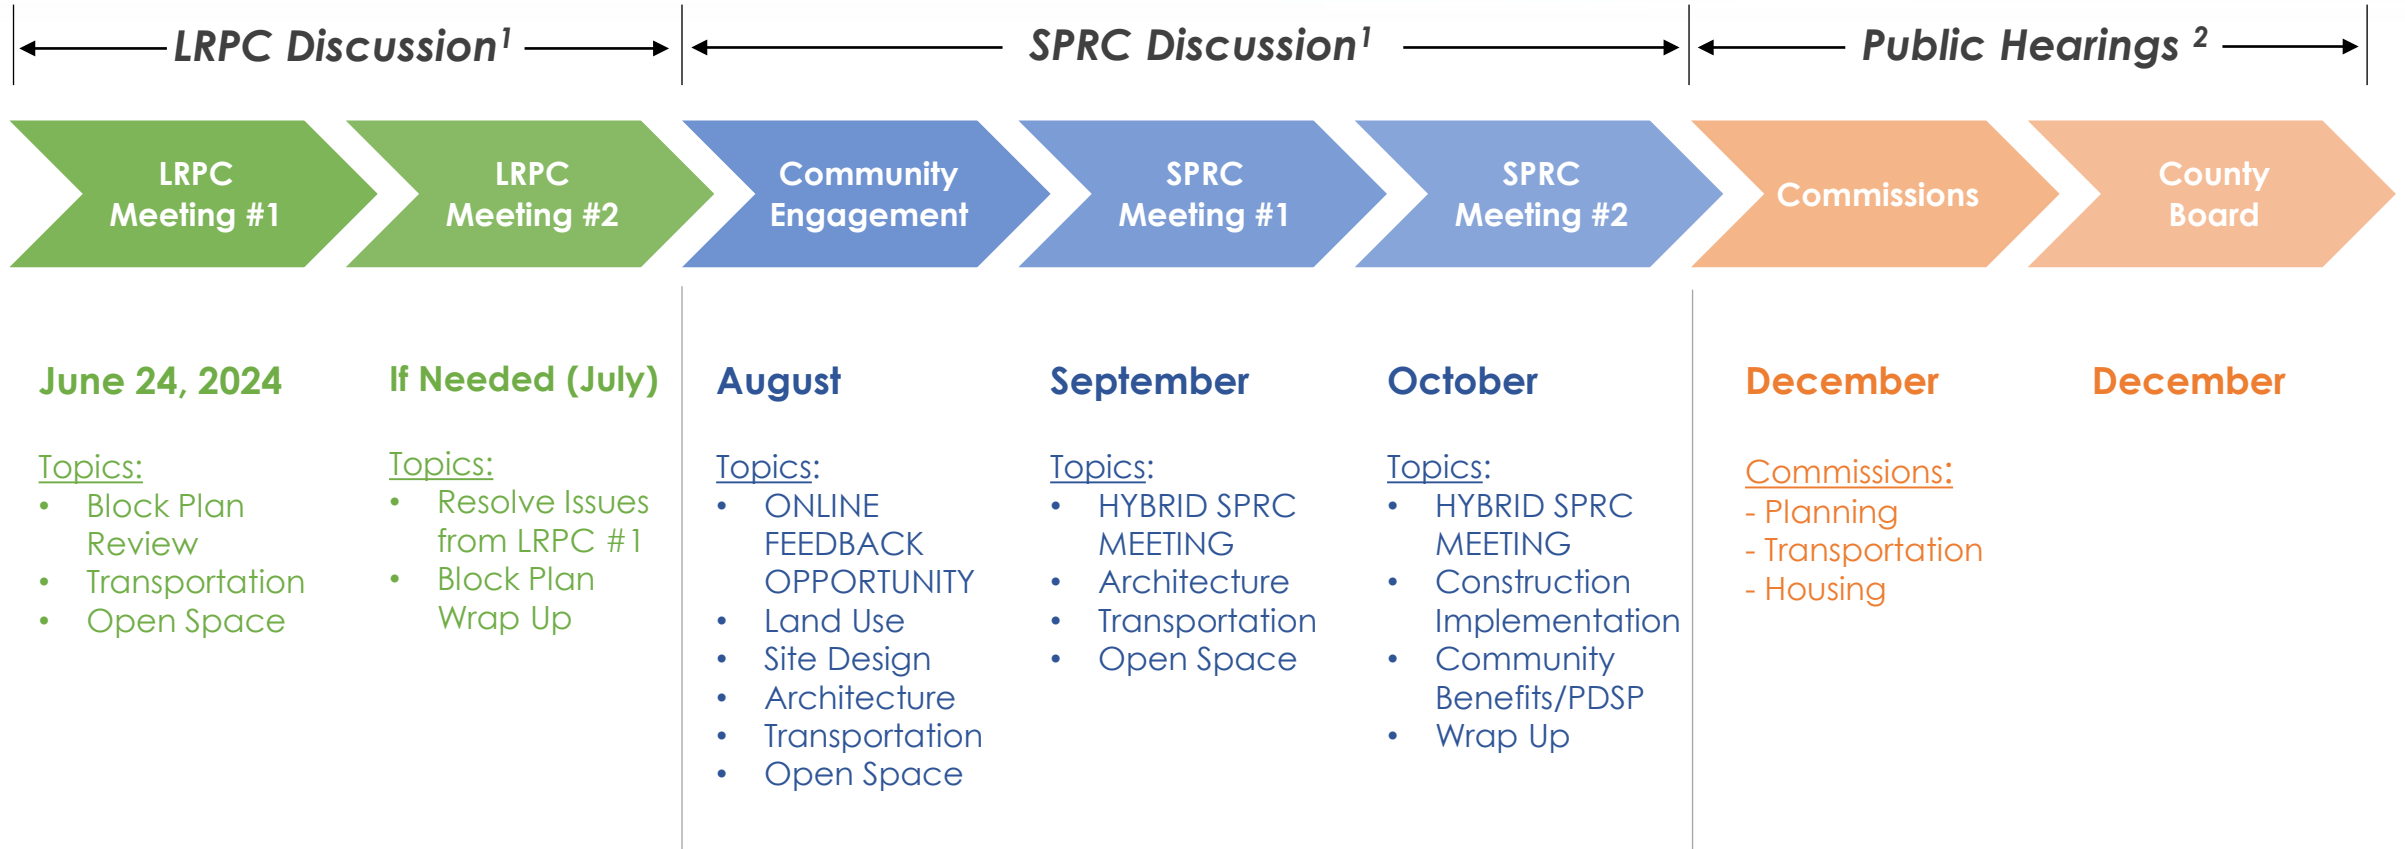 LRPC Discussion¹
SPRC Discussion¹
Public Hearings ²
LRPC
Meeting #1
LRPC
Meeting #2
Community
Engagement
SPRC
Meeting #1
SPRC
Meeting #2
Commissions
County
Board
June 24, 2024
Topics:
• Block Plan
Review
• Transportation
• Open Space
If Needed (July)
Topics:
• Resolve Issues
from LRPC #1
• Block Plan
Wrap Up
August
Topics:
• ONLINE
FEEDBACK
OPPORTUNITY
• Land Use
• Site Design
• Architecture
• Transportation
• Open Space
September
Topics:
• HYBRID SPRC
MEETING
• Architecture
• Transportation
• Open Space
October
Topics:
• HYBRID SPRC
MEETING
• Construction
Implementation
• Community
Benefits/PDSP
• Wrap Up
December
Commissions:
- Planning
- Transportation
- Housing
December